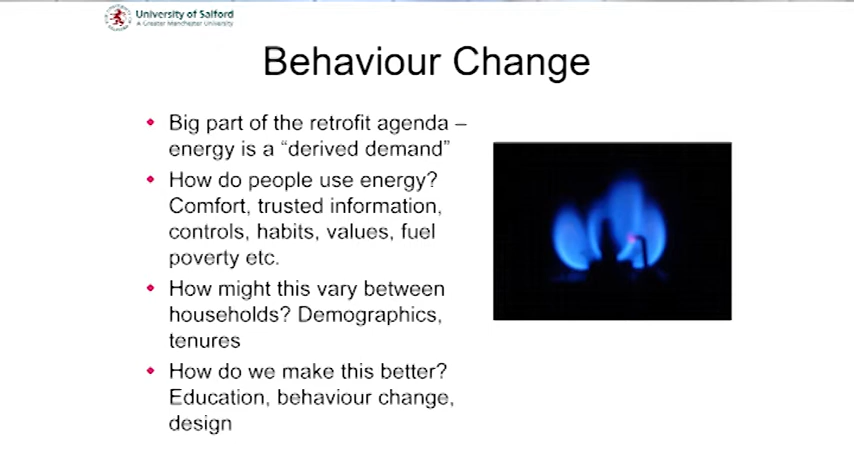 University of Salford
A Greater Manchester University
Behaviour Change
Big part of the retrofit agenda –
energy is a “derived demand”
How do people use energy?
Comfort, trusted information,
controls, habits, values, fuel
poverty etc.
How might this vary between
households? Demographics,
tenures
How do we make this better?
Education, behaviour change,
design